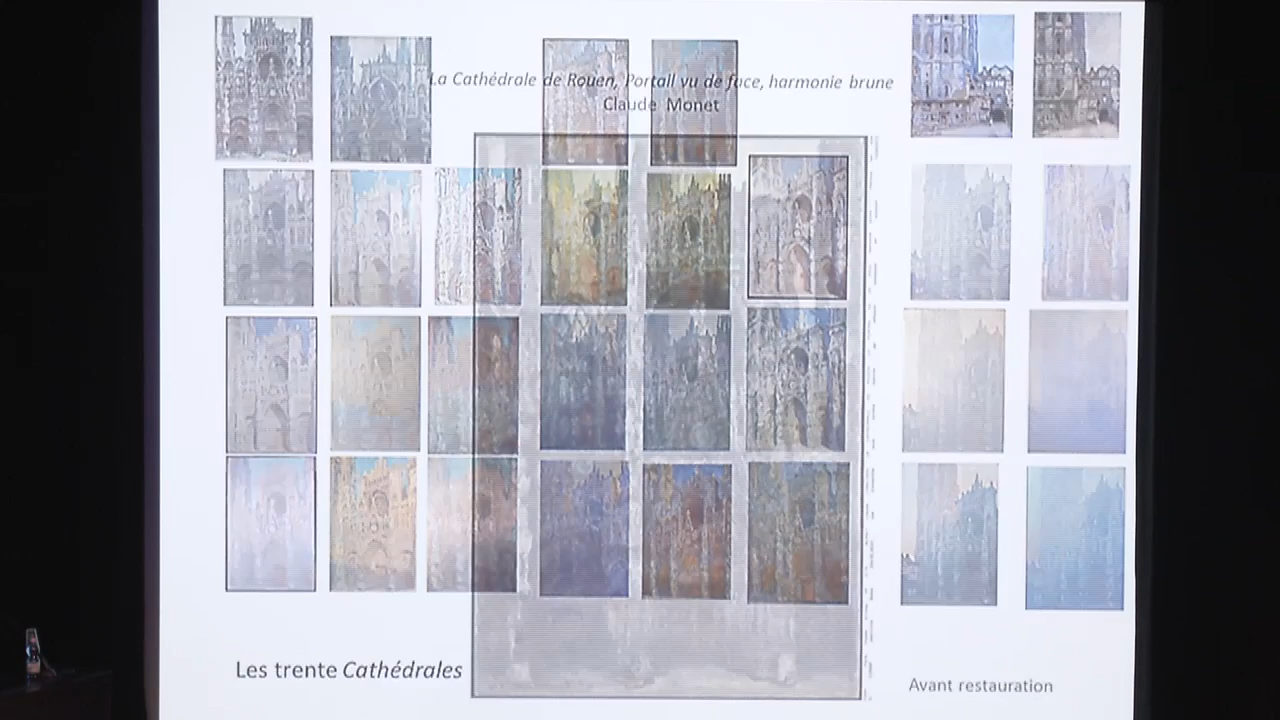 La Cathédrale de Rouen, Portail vu de face, harmonie brune
Claude Monet
Les trente Cathédrales
Avant restauration